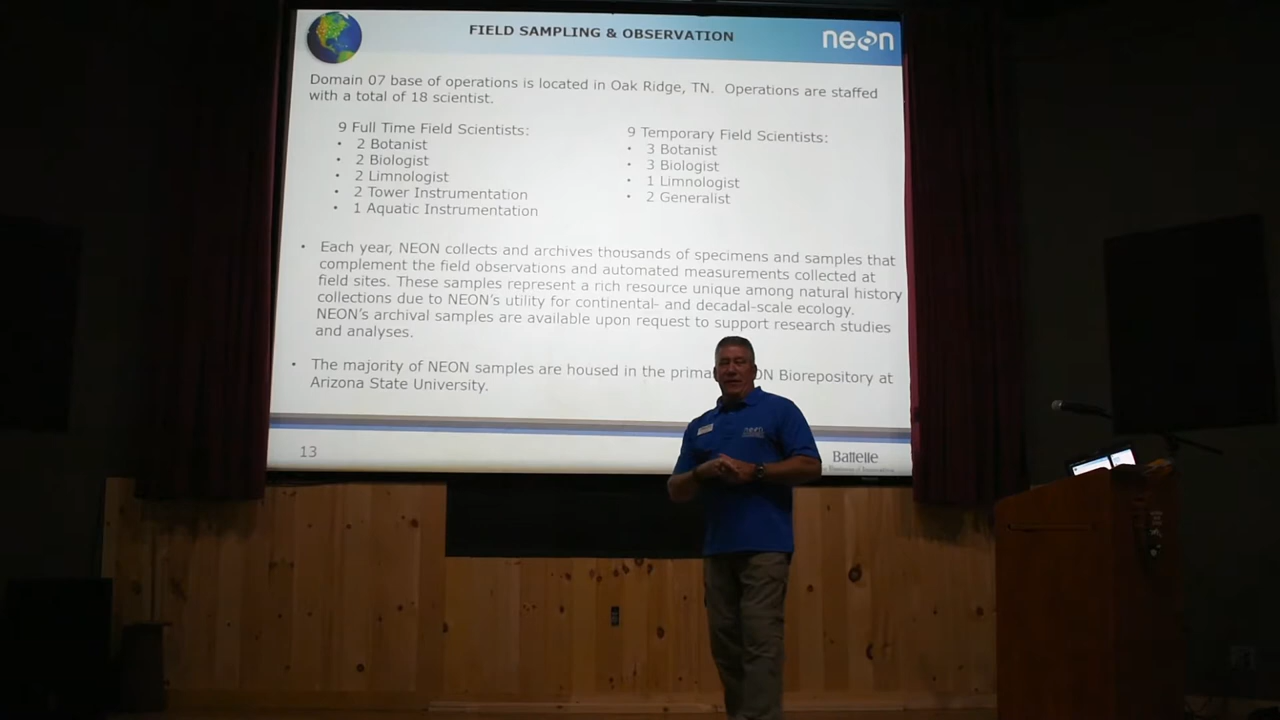 FIELD SAMPLING & OBSERVATION
neon
Domain 07 base of operations is located in Oak Ridge, TN. Operations are staffed
with a total of 18 scientist.
9 Full Time Field Scientists:
• 2 Botanist
• 2 Biologist
• 2 Limnologist
• 2 Tower Instrumentation
• 1 Aquatic Instrumentation
9 Temporary Field Scientists:
• 3 Botanist
• 3 Biologist
• 1 Limnologist
• 2 Generalist
• Each year, NEON collects and archives thousands of specimens and samples that
complement the field observations and automated measurements collected at
field sites. These samples represent a rich resource unique among natural history
collections due to NEON's utility for continental- and decadal-scale ecology.
NEON's archival samples are available upon request to support research studies
and analyses.
• The majority of NEON samples are housed in the prima ON Biorepository at
Arizona State University.
13
Battelle